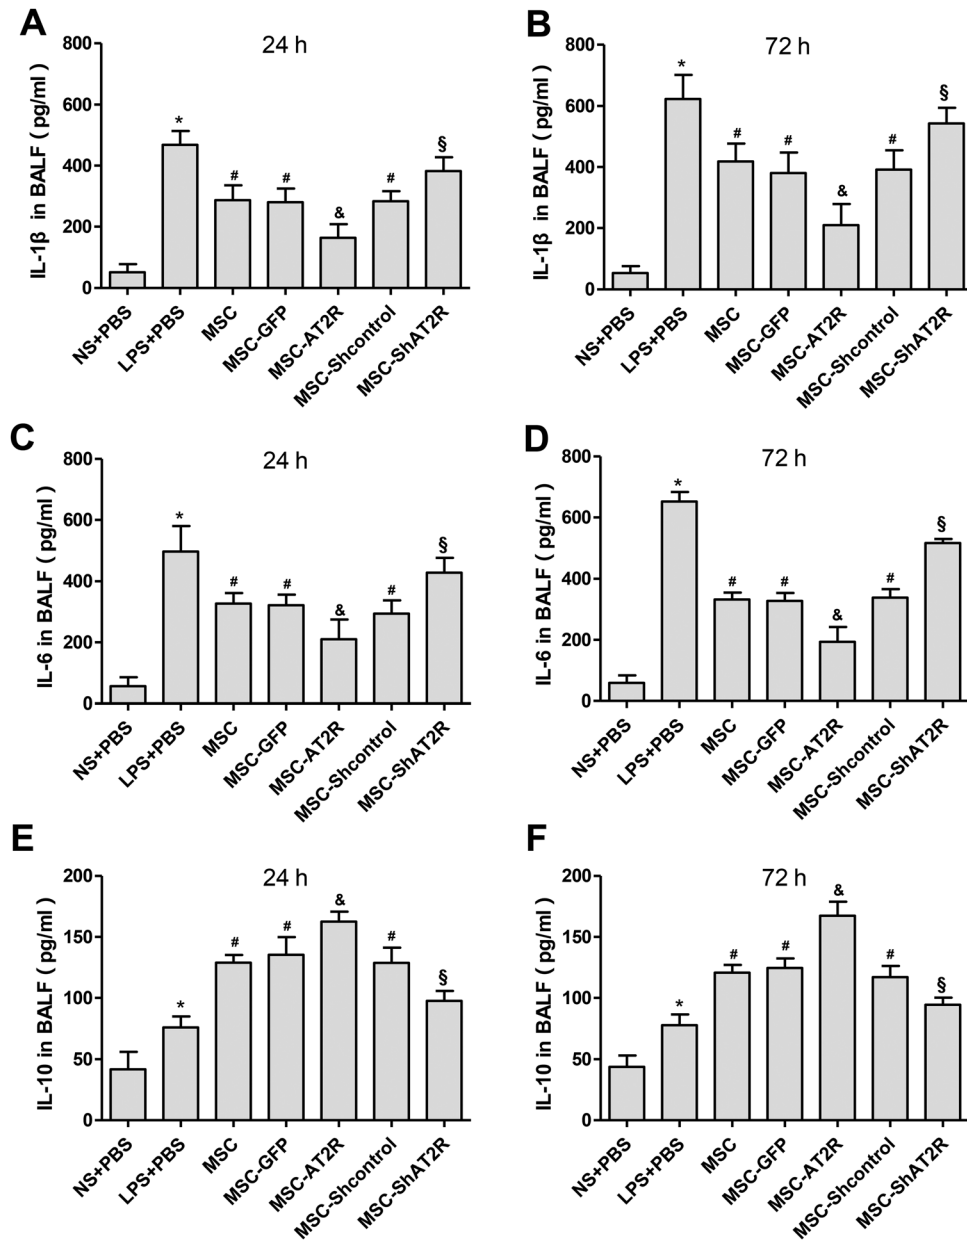 A
24 h
IL-1β in BALF ( pg/ml )
800
600
400
200
0
*
#
#
&
#
§
NS+PBS
LPS+PBS
MSC
MSC-GFP
MSC-AT2R
MSC-Shcontrol
MSC-ShAT2R
B
72 h
IL-1β in BALF ( pg/ml )
800
600
400
200
0
*
#
#
&
#
§
NS+PBS
LPS+PBS
MSC
MSC-GFP
MSC-AT2R
MSC-Shcontrol
MSC-ShAT2R
C
24 h
IL-6 in BALF ( pg/ml )
800
600
400
200
0
*
#
#
&
#
§
NS+PBS
LPS+PBS
MSC
MSC-GFP
MSC-AT2R
MSC-Shcontrol
MSC-ShAT2R
D
72 h
IL-6 in BALF ( pg/ml )
800
600
400
200
0
*
#
#
&
#
§
NS+PBS
LPS+PBS
MSC
MSC-GFP
MSC-AT2R
MSC-Shcontrol
MSC-ShAT2R
E
24 h
IL-10 in BALF ( pg/ml )
200
150
100
50
0
*
#
#
&
#
§
NS+PBS
LPS+PBS
MSC
MSC-GFP
MSC-AT2R
MSC-Shcontrol
MSC-ShAT2R
F
72 h
IL-10 in BALF ( pg/ml )
200
150
100
50
0
*
#
#
&
#
§
NS+PBS
LPS+PBS
MSC
MSC-GFP
MSC-AT2R
MSC-Shcontrol
MSC-ShAT2R